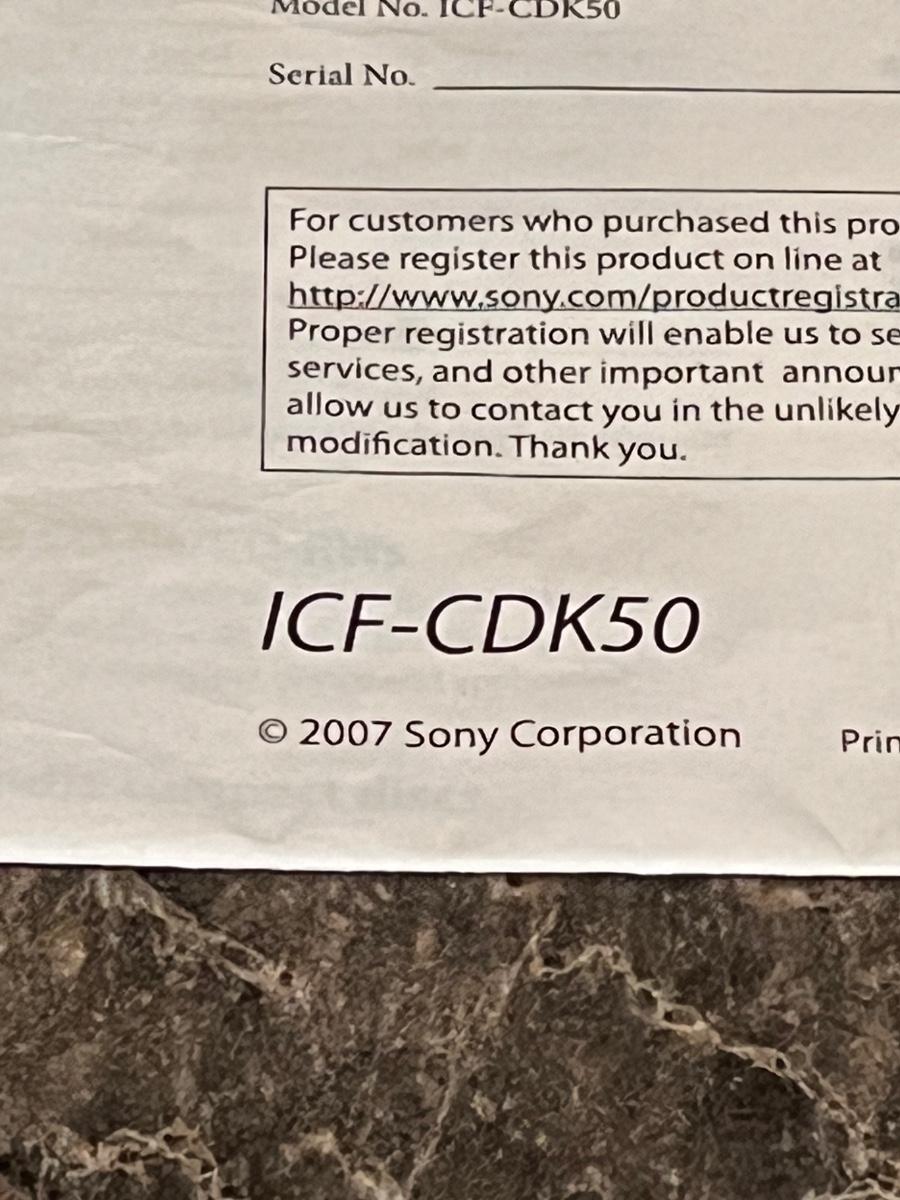 Model No. ICF-CDK50
Serial No.
For customers who purchased this pro
Please register this product on line at
http://www.sony.com/productregistra
Proper registration will enable us to se
services, and other important announ
allow us to contact you in the unlikely
modification. Thank you.
ICF-CDK50
© 2007 Sony Corporation Prin